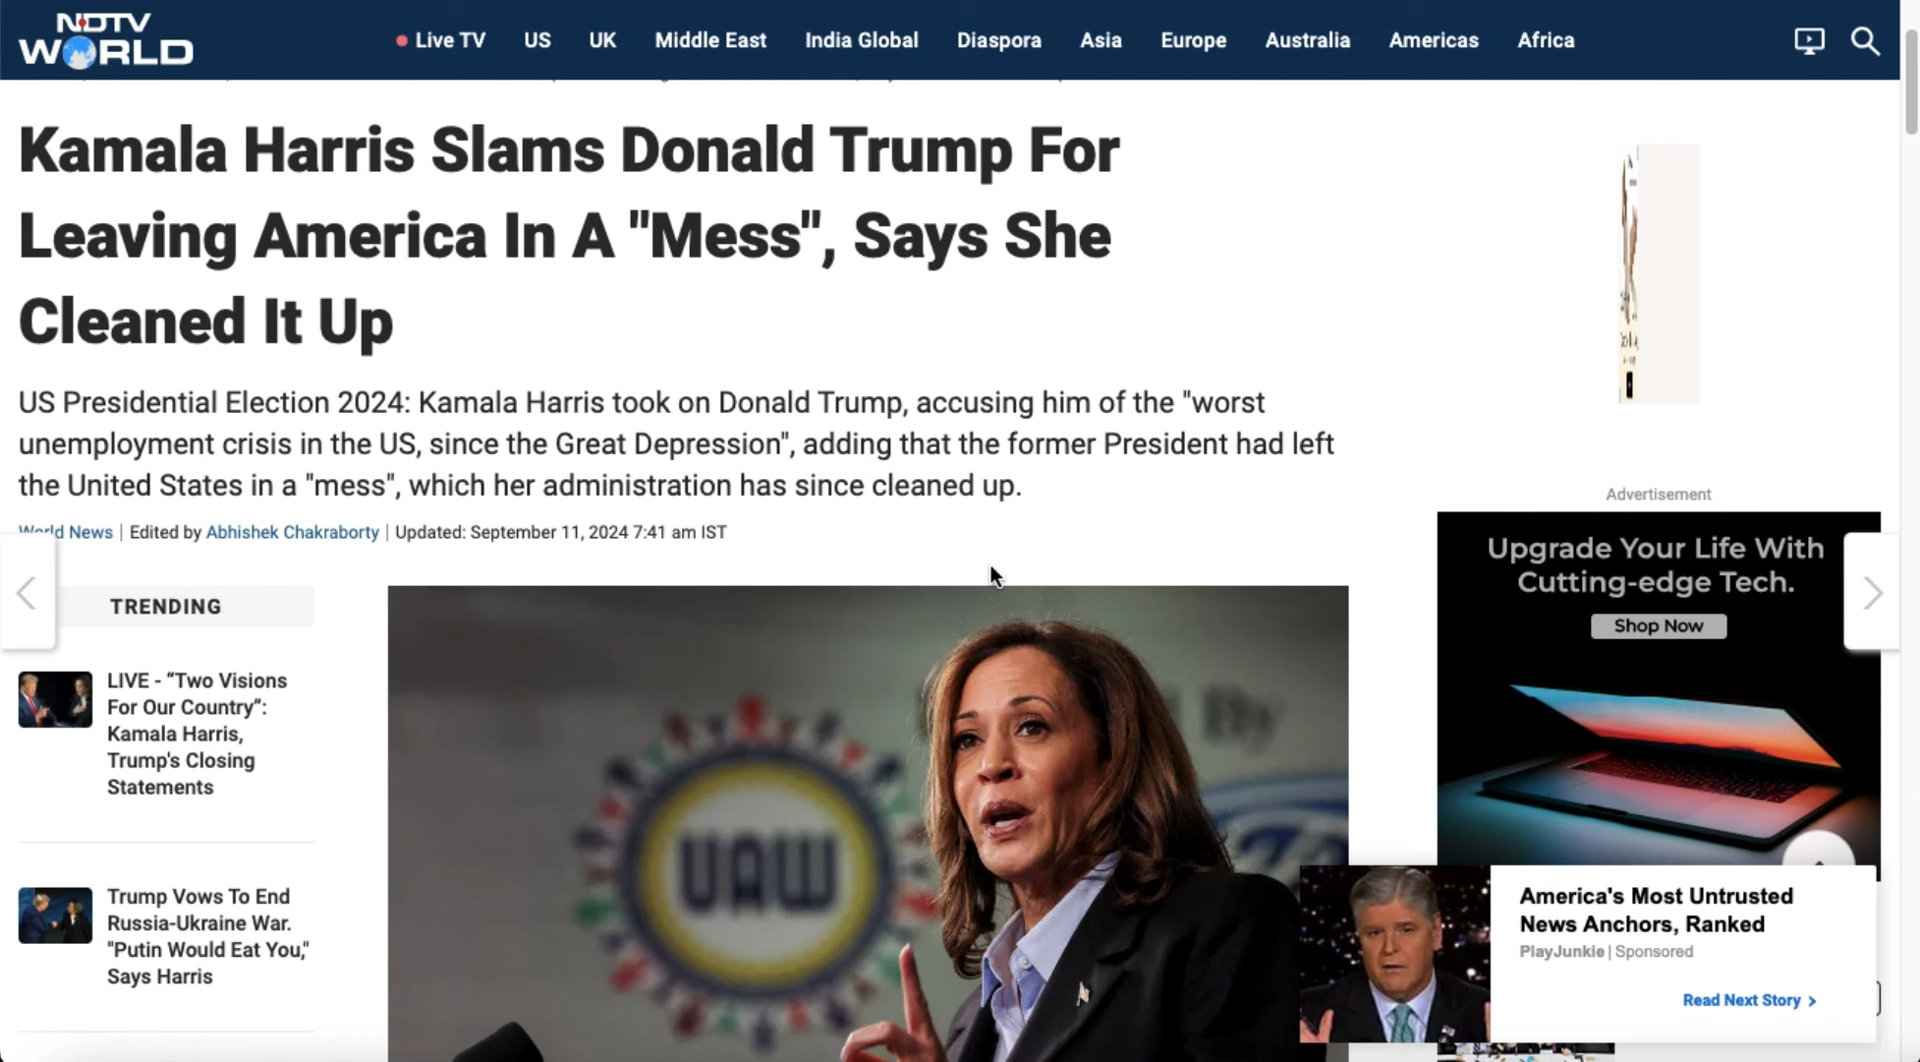 NDTV
WORLD
Live TV
US
UK
Middle East
India Global
Diaspora
Asia
Europe
Australia
Americas
Africa
Kamala Harris Slams Donald Trump For
Leaving America In A "Mess", Says She
Cleaned It Up
US Presidential Election 2024: Kamala Harris took on Donald Trump, accusing him of the "worst
unemployment crisis in the US, since the Great Depression", adding that the former President had left
the United States in a "mess", which her administration has since cleaned up.
World News | Edited by Abhishek Chakraborty | Updated: September 11, 2024 7:41 am IST
TRENDING
LIVE - “Two Visions
For Our Country”:
Kamala Harris,
Trump's Closing
Statements
Trump Vows To End
Russia-Ukraine War.
"Putin Would Eat You,"
Says Harris
UAW
By
Advertisement
Upgrade Your Life With
Cutting-edge Tech.
Shop Now
America's Most Untrusted
News Anchors, Ranked
PlayJunkie | Sponsored
Read Next Story >